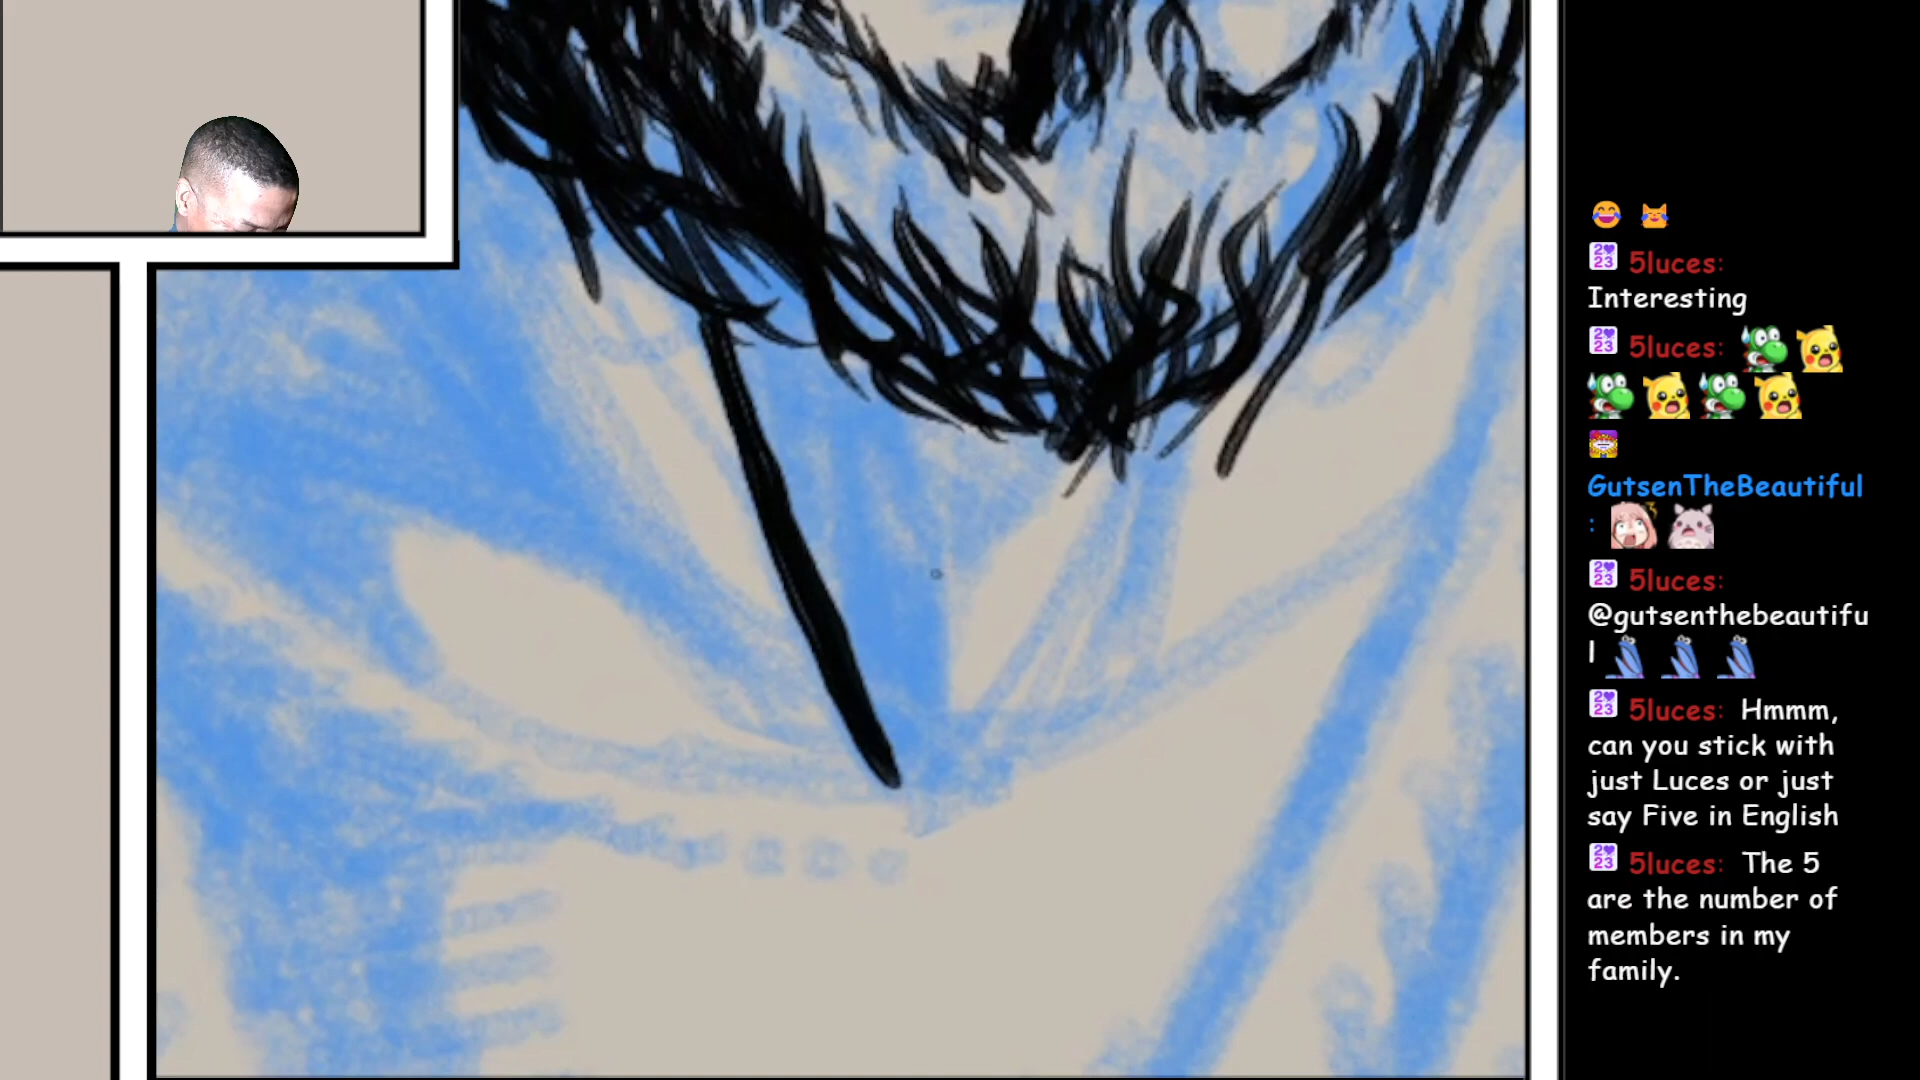 5luces:
Interesting
5luces:
GutsenTheBeautiful
:
5luces:
@gutsenthebeautifu
l
5luces: Hmmm,
can you stick with
just Luces or just
say Five in English
5luces: The 5
are the number of
members in my
family.